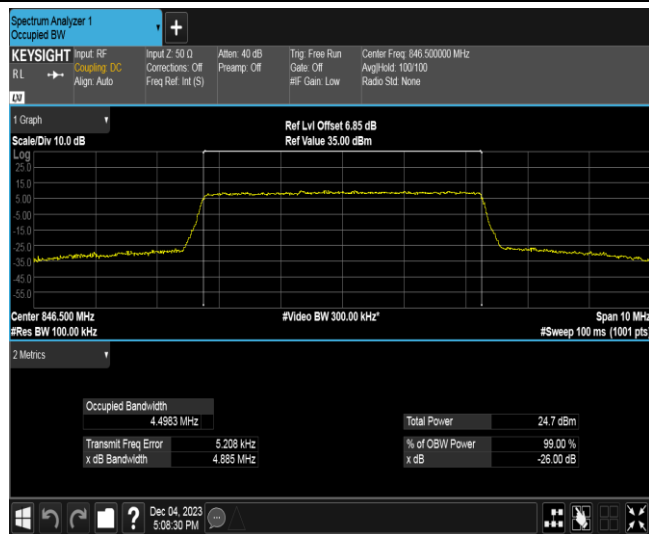 Spectrum Analyzer 1
Occupied BW
+
KEYSIGHT
RL
LXI
Input: RF
Coupling: DC
Align: Auto
Input Z: 50 Ω
Corrections: Off
Freq Ref: Int (S)
Atten: 40 dB
Preamp: Off
Trig: Free Run
Gate: Off
#IF Gain: Low
Center Freq: 846.500000 MHz
Avg|Hold: 100/100
Radio Std: None
1 Graph
Scale/Div 10.0 dB
Ref Lvl Offset 6.85 dB
Ref Value 35.00 dBm
Log
25.0
15.0
5.00
-5.00
-15.0
-25.0
-35.0
-45.0
-55.0
Center 846.500 MHz
#Video BW 300.00 kHz*
Span 10 MHz
#Res BW 100.00 kHz
#Sweep 100 ms (1001 pts)
2 Metrics
Occupied Bandwidth
4.4983 MHz
Total Power 24.7 dBm
Transmit Freq Error 5.208 kHz
% of OBW Power 99.00 %
x dB Bandwidth 4.885 MHz
x dB -26.00 dB
?
Dec 04, 2023
5:08:30 PM